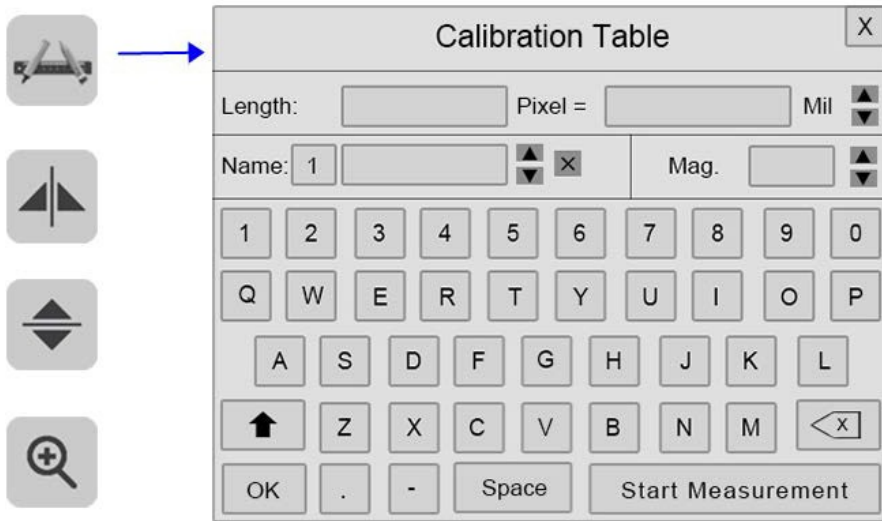 Calibration Table X
Length: Pixel = Mil
Name: 1 X Mag.
1 2 3 4 5 6 7 8 9 0
Q W E R T Y U I O P
A S D F G H J K L
Z X C V B N M X
OK . - Space Start Measurement